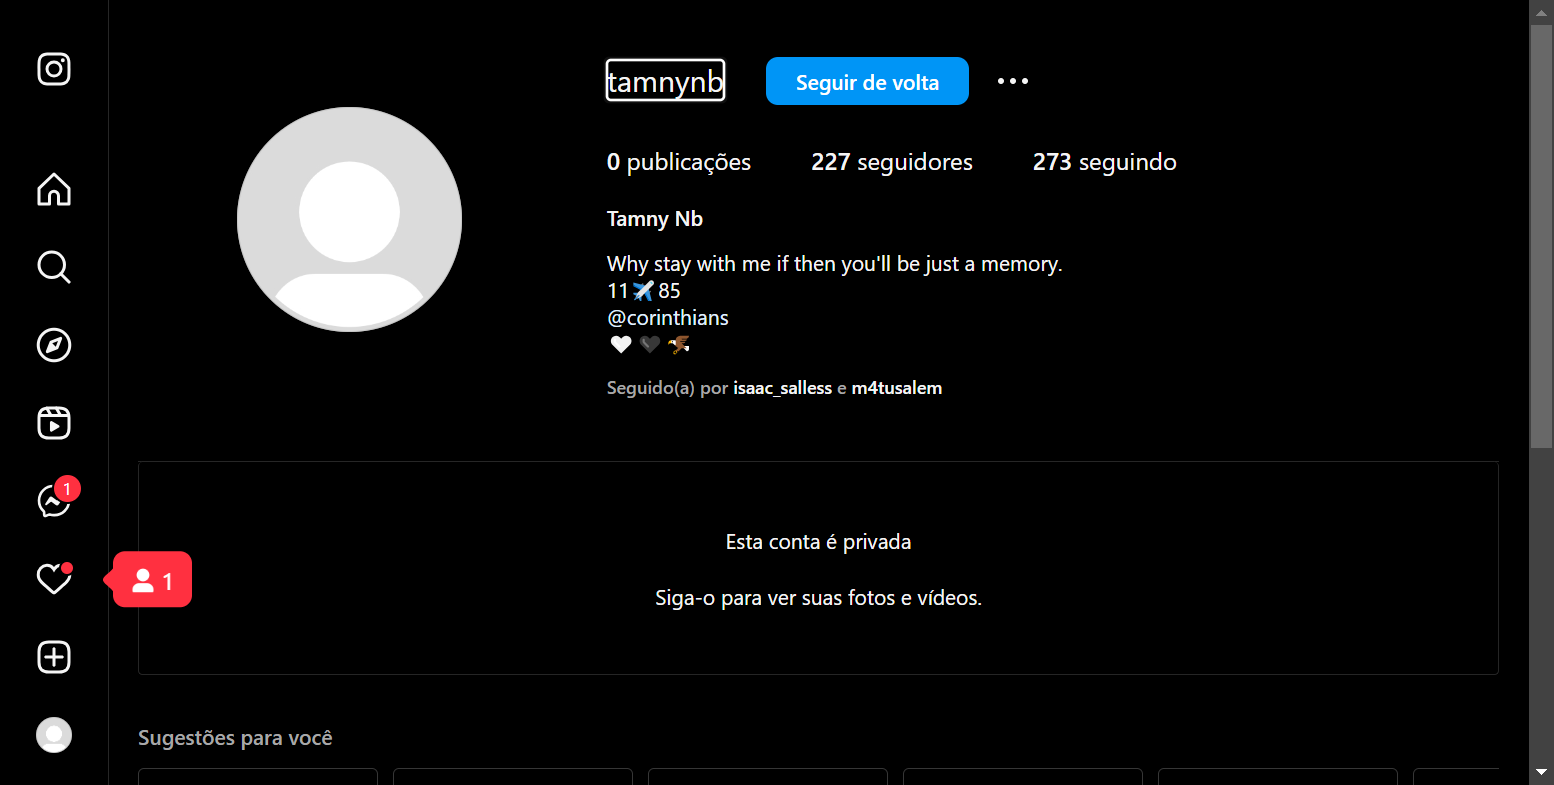 tamnynb Seguir de volta
0 publicações 227 seguidores 273 seguindo
Tamny Nb
Why stay with me if then you'll be just a memory.
11✈️85
@corinthians
🤍🖤🦅
Seguido(a) por isaac_salless e m4tusalem
1
1
Esta conta é privada
Siga-o para ver suas fotos e vídeos.
Sugestões para você